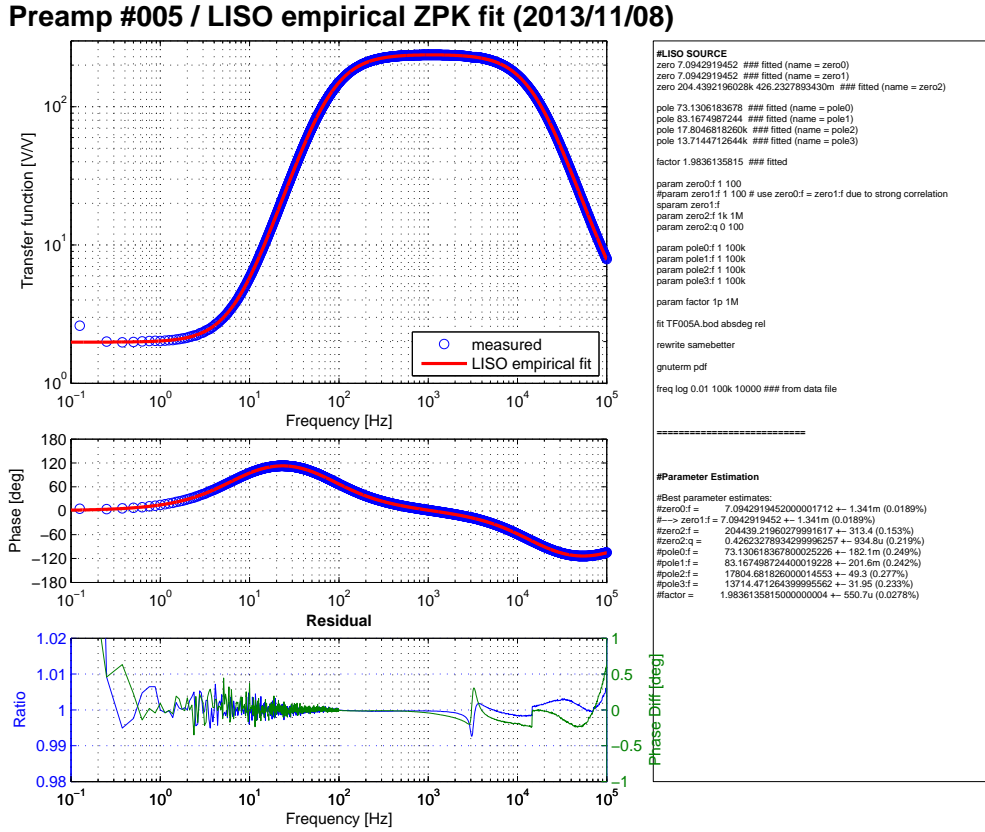 Preamp #005 / LISO empirical ZPK fit (2013/11/08)
Transfer function [V/V]
10^2
10^1
10^0
measured
LISO empirical fit
10^-1 10^0 10^1 10^2 10^3 10^4 10^5
Frequency [Hz]
Phase [deg]
180
120
60
0
−60
−120
−180
10^-1 10^0 10^1 10^2 10^3 10^4 10^5
Residual
Ratio
1.02
1.01
1
0.99
0.98
1
0.5
0
−0.5
−1
Phase Diff [deg]
10^-1 10^0 10^1 10^2 10^3 10^4 10^5
Frequency [Hz]
#LISO SOURCE
zero 7.0942919452 ### fitted (name = zero0)
zero 7.0942919452 ### fitted (name = zero1)
zero 204.4392196028k 426.2327893430m ### fitted (name = zero2)
pole 73.1306183678 ### fitted (name = pole0)
pole 83.1674987244 ### fitted (name = pole1)
pole 17.8046818260k ### fitted (name = pole2)
pole 13.7144712644k ### fitted (name = pole3)
factor 1.9836135815 ### fitted
param zero0:f 1 100
#param zero1:f 1 100 # use zero0:f = zero1:f due to strong correlation
sparam zero1:f
param zero2:f 1k 1M
param zero2:q 0 100
param pole0:f 1 100k
param pole1:f 1 100k
param pole2:f 1 100k
param pole3:f 1 100k
param factor 1p 1M
fit TF005A.bod absdeg rel
rewrite samebetter
gnuterm pdf
freq log 0.01 100k 10000 ### from data file
===========================
#Parameter Estimation
#Best parameter estimates:
#zero0:f = 7.0942919452000001712 +− 1.341m (0.0189%)
#−−> zero1:f = 7.0942919452 +− 1.341m (0.0189%)
#zero2:f = 204439.21960279991617 +− 313.4 (0.153%)
#zero2:q = 0.42623278934299996257 +− 934.8u (0.219%)
#pole0:f = 73.130618367800025226 +− 182.1m (0.249%)
#pole1:f = 83.167498724400019228 +− 201.6m (0.242%)
#pole2:f = 17804.681826000014553 +− 49.3 (0.277%)
#pole3:f = 13714.471264399995562 +− 31.95 (0.233%)
#factor = 1.9836135815000000004 +− 550.7u (0.0278%)